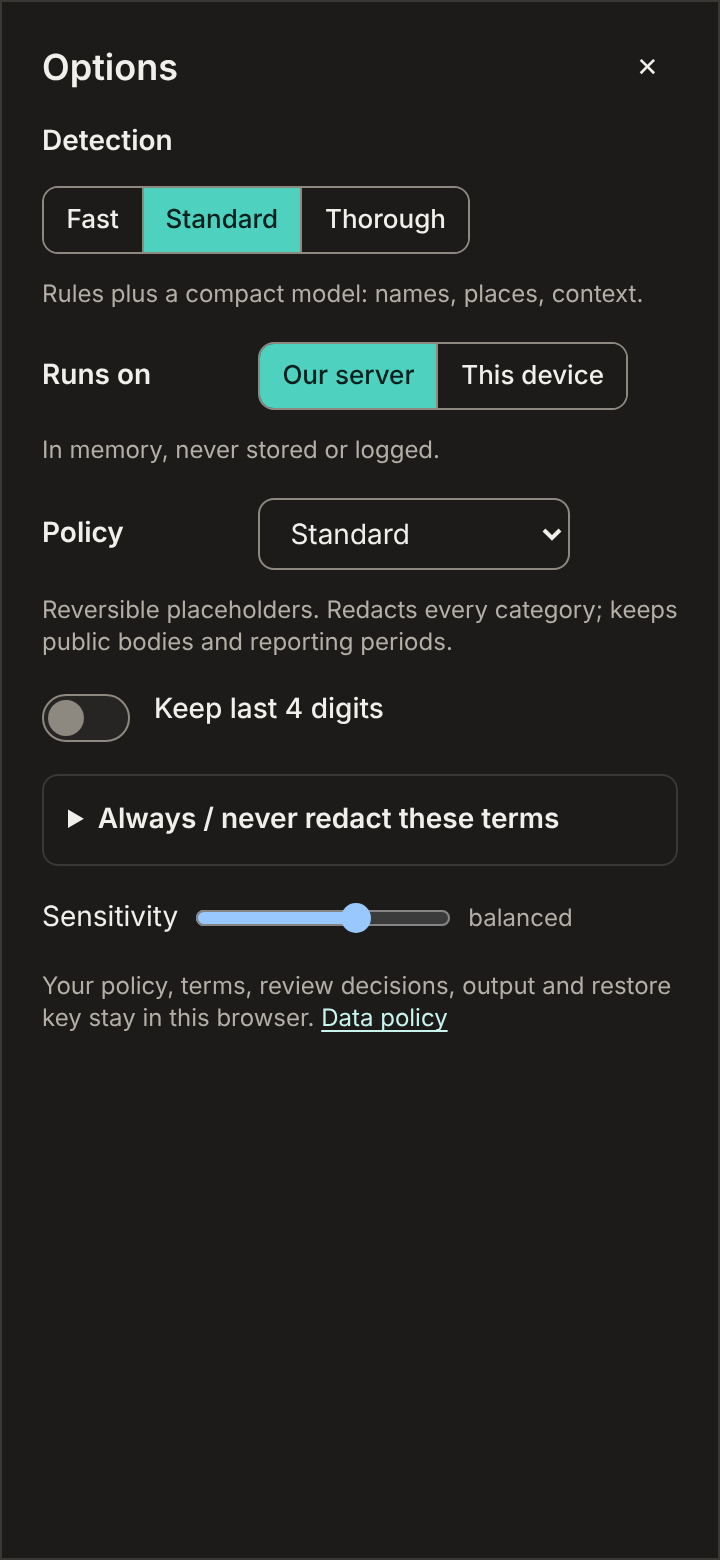 Options ×
Detection
Fast Standard Thorough
Rules plus a compact model: names, places, context.
Runs on Our server This device
In memory, never stored or logged.
Policy Standard
Reversible placeholders. Redacts every category; keeps
public bodies and reporting periods.
Keep last 4 digits
Always / never redact these terms
Sensitivity balanced
Your policy, terms, review decisions, output and restore
key stay in this browser. Data policy